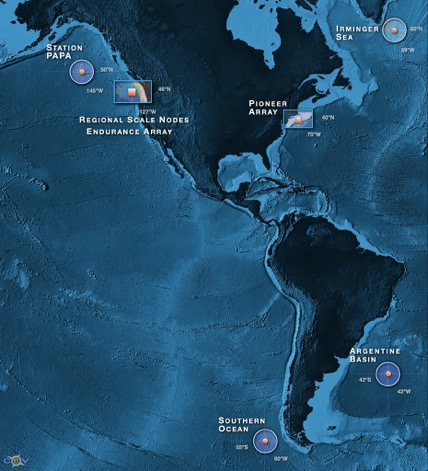 IRMINGER
SEA
60°N
39°W
STATION
PAPA
50°N
145°W
46°N
127°W
REGIONAL SCALE NODES
ENDURANCE ARRAY
PIONEER
ARRAY
40°N
70°W
ARGENTINE
BASIN
42°S
42°W
SOUTHERN
OCEAN
55°S
90°W